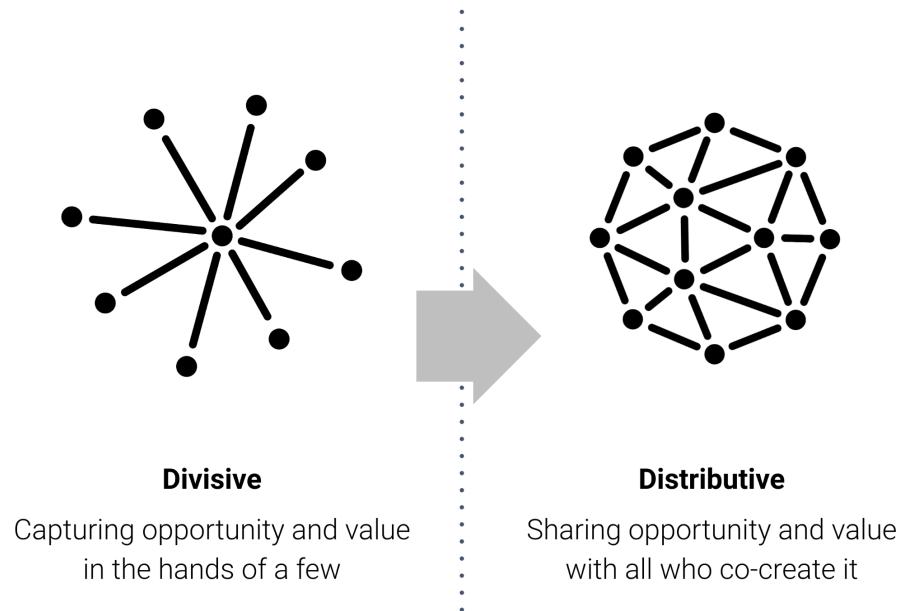 Divisive
Capturing opportunity and value
in the hands of a few
Distributive
Sharing opportunity and value
with all who co-create it